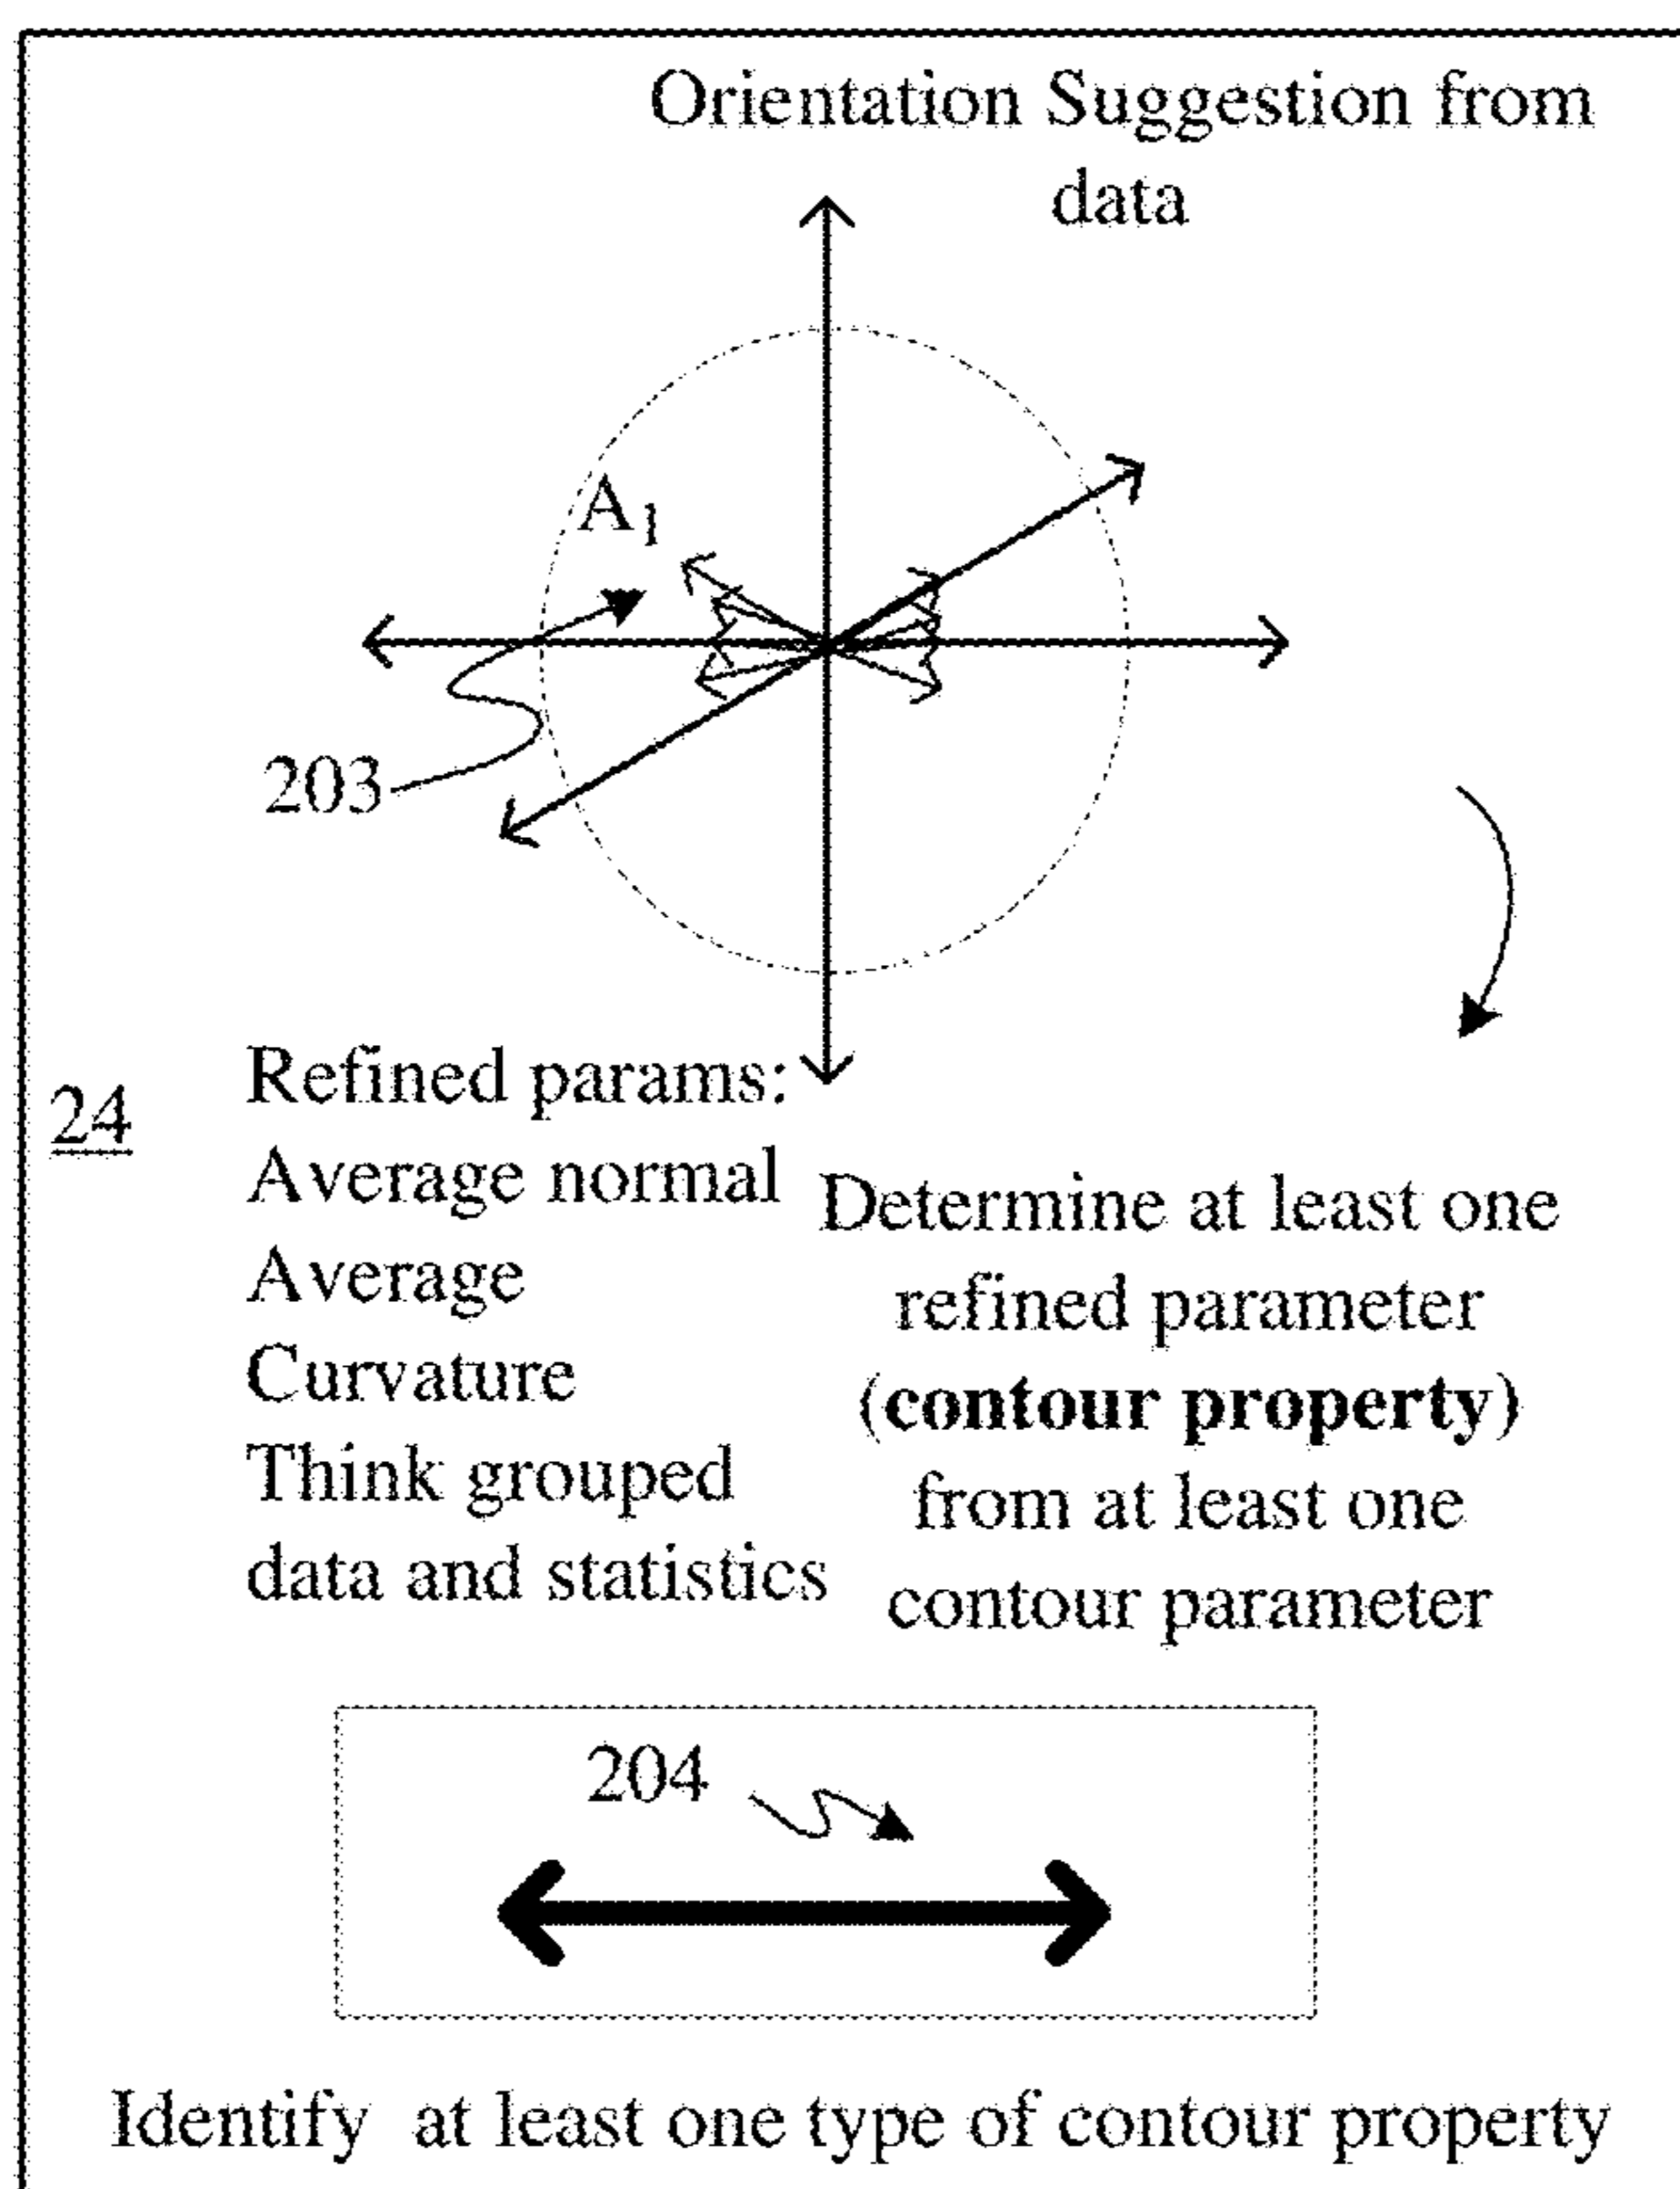 Orientation Suggestion from
data
A1
203
24
Refined params:
Average normal
Average
Curvature
Think grouped
data and statistics
Determine at least one
refined parameter
(contour property)
from at least one
contour parameter
204
Identify at least one type of contour property